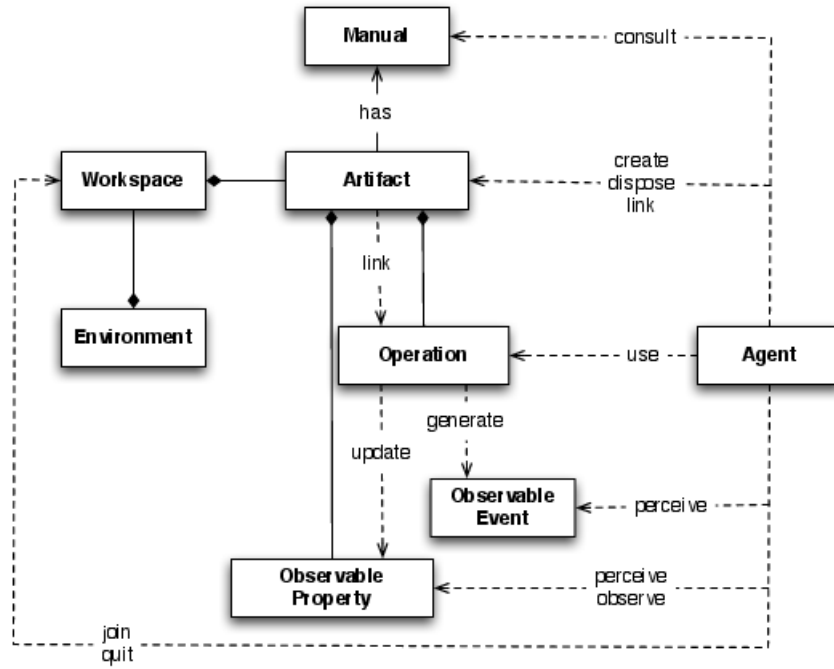 Manual
consult
has
create
dispose
link
Workspace
Artifact
link
Environment
Operation
use
Agent
generate
update
Observable
Event
perceive
Observable
Property
perceive
observe
join
quit